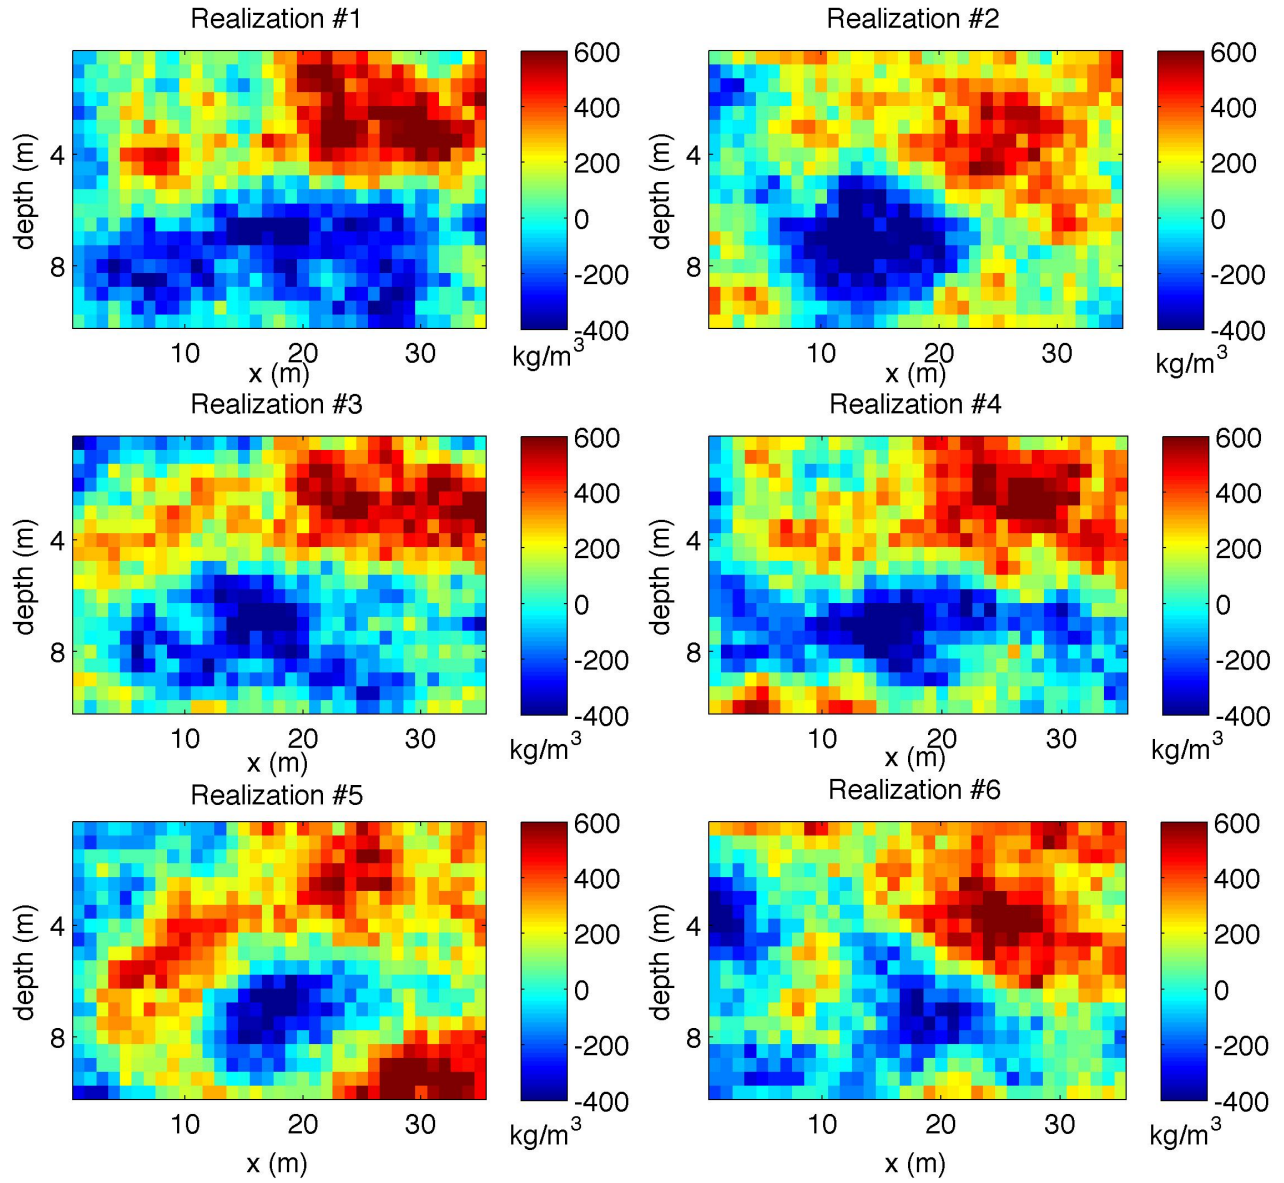 Realization #1
depth (m)
4
8
10 20 30
x (m)
600
400
200
0
-200
-400
kg/m³
Realization #2
depth (m)
4
8
10 20 30
x (m)
600
400
200
0
-200
-400
kg/m³
Realization #3
depth (m)
4
8
10 20 30
x (m)
600
400
200
0
-200
-400
kg/m³
Realization #4
depth (m)
4
8
10 20 30
x (m)
600
400
200
0
-200
-400
kg/m³
Realization #5
depth (m)
4
8
10 20 30
x (m)
600
400
200
0
-200
-400
kg/m³
Realization #6
depth (m)
4
8
10 20 30
x (m)
600
400
200
0
-200
-400
kg/m³